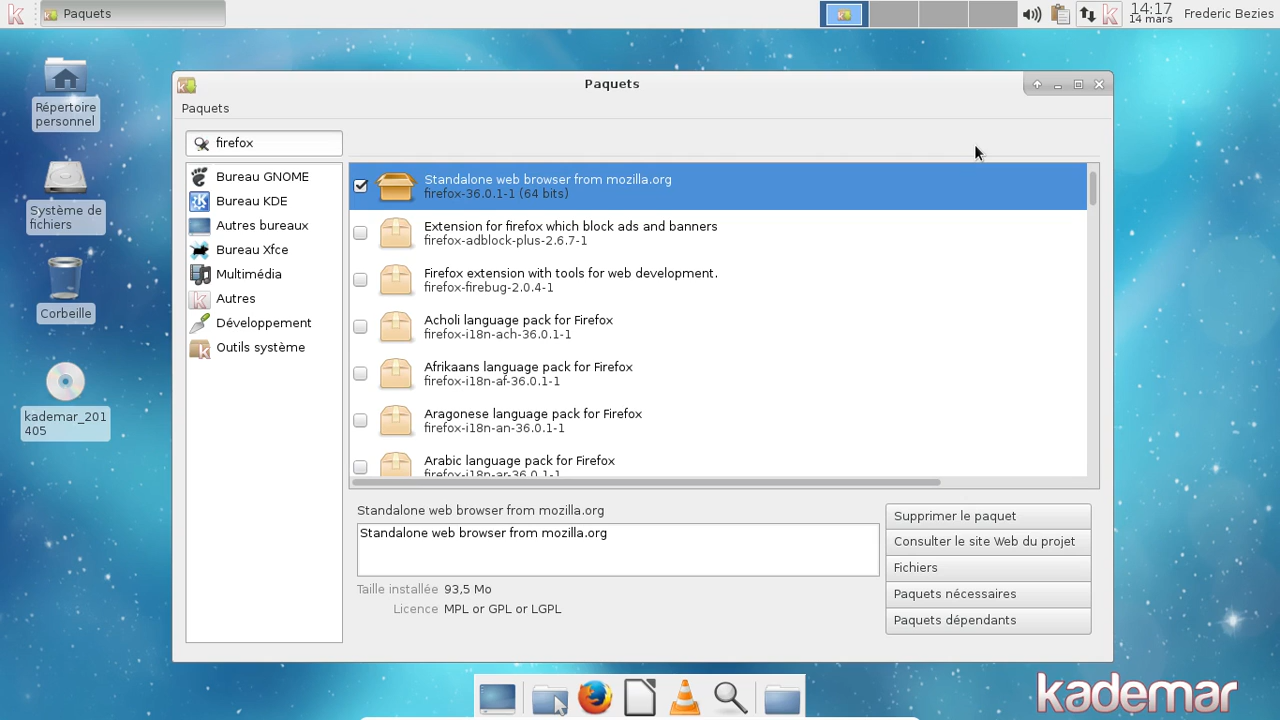 Paquets
14:17
14 mars
Frederic Bezies
Répertoire
personnel
Système de
fichiers
Corbeille
kademar_201
405
Paquets
Paquets
firefox
Bureau GNOME
Bureau KDE
Autres bureaux
Bureau Xfce
Multimédia
Autres
Développement
Outils système
Standalone web browser from mozilla.org
firefox-36.0.1-1 (64 bits)
Extension for firefox which block ads and banners
firefox-adblock-plus-2.6.7-1
Firefox extension with tools for web development.
firefox-firebug-2.0.4-1
Acholi language pack for Firefox
firefox-i18n-ach-36.0.1-1
Afrikaans language pack for Firefox
firefox-i18n-af-36.0.1-1
Aragonese language pack for Firefox
firefox-i18n-an-36.0.1-1
Arabic language pack for Firefox
firefox-i18n-ar-36.0.1-1
Standalone web browser from mozilla.org
Standalone web browser from mozilla.org
Taille installée 93,5 Mo
Licence MPL or GPL or LGPL
Supprimer le paquet
Consulter le site Web du projet
Fichiers
Paquets nécessaires
Paquets dépendants
kademar